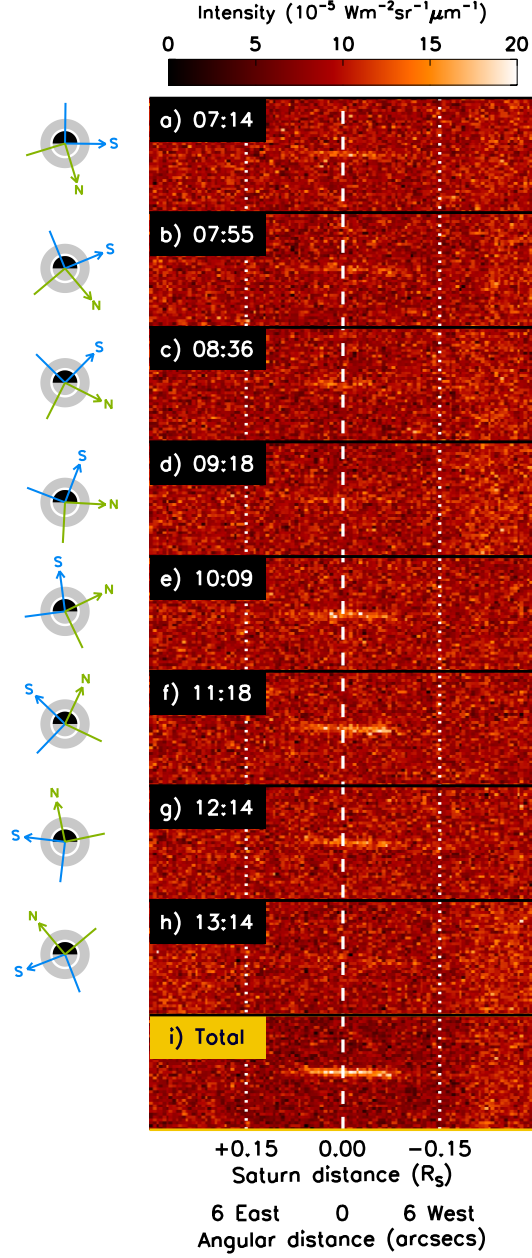 Intensity (10⁻⁵ Wm⁻²sr⁻¹μm⁻¹)
0 5 10 15 20
a) 07:14
S
N
b) 07:55
S
N
c) 08:36
S
N
d) 09:18
S
N
e) 10:09
S
N
f) 11:18
N
S
g) 12:14
N
S
h) 13:14
N
S
i) Total
+0.15 0.00 −0.15
Saturn distance (Rₛ)
6 East 0 6 West
Angular distance (arcsecs)